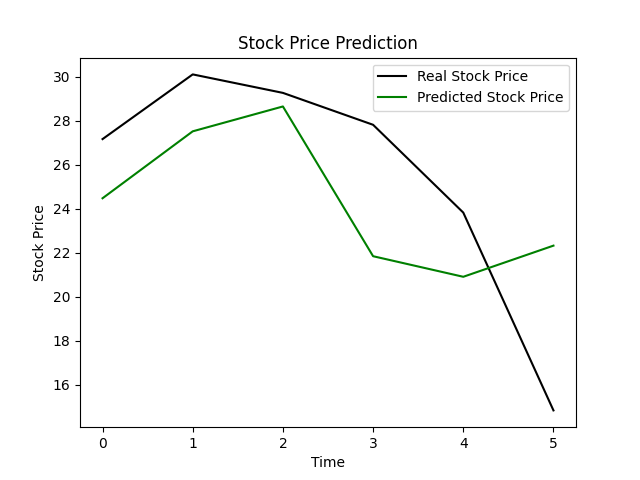 Stock Price Prediction
Real Stock Price
Predicted Stock Price
Stock Price
30
28
26
24
22
20
18
16
0 1 2 3 4 5
Time